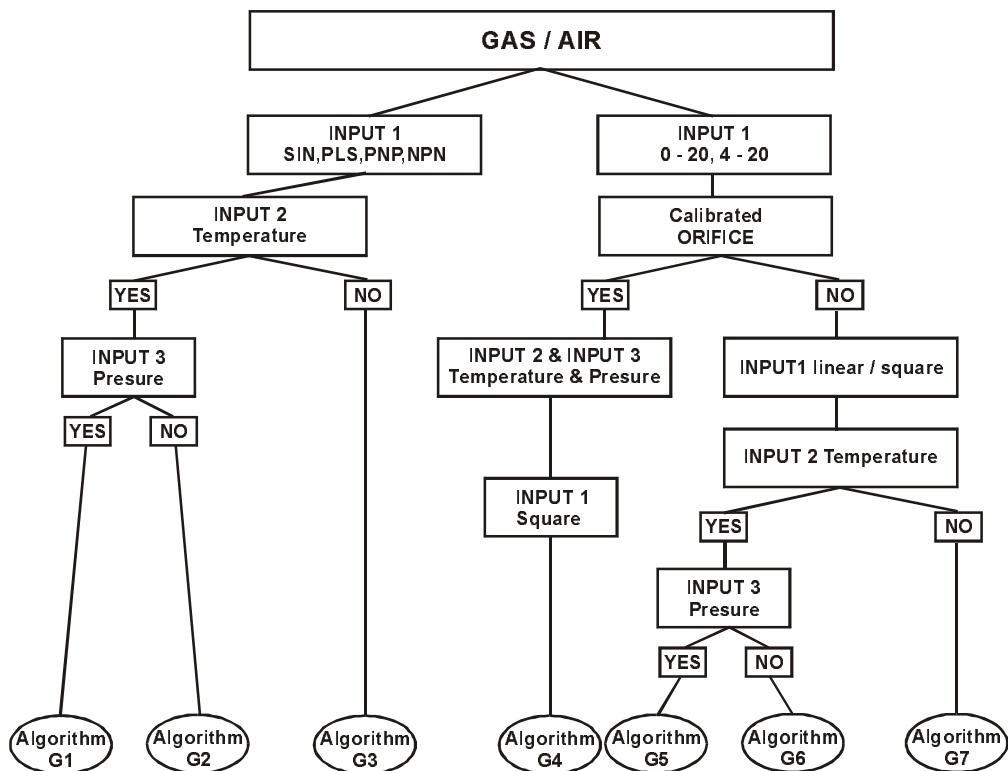 GAS / AIR
INPUT 1
SIN,PLS,PNP,NPN
INPUT 1
0 - 20, 4 - 20
INPUT 2
Temperature
Calibrated
ORIFICE
YES
NO
YES
NO
INPUT 3
Presure
INPUT 2 & INPUT 3
Temperature & Presure
INPUT1 linear / square
YES
NO
INPUT 2 Temperature
INPUT 1
Square
YES
NO
INPUT 3
Presure
YES
NO
Algorithm
G1
Algorithm
G2
Algorithm
G3
Algorithm
G4
Algorithm
G5
Algorithm
G6
Algorithm
G7